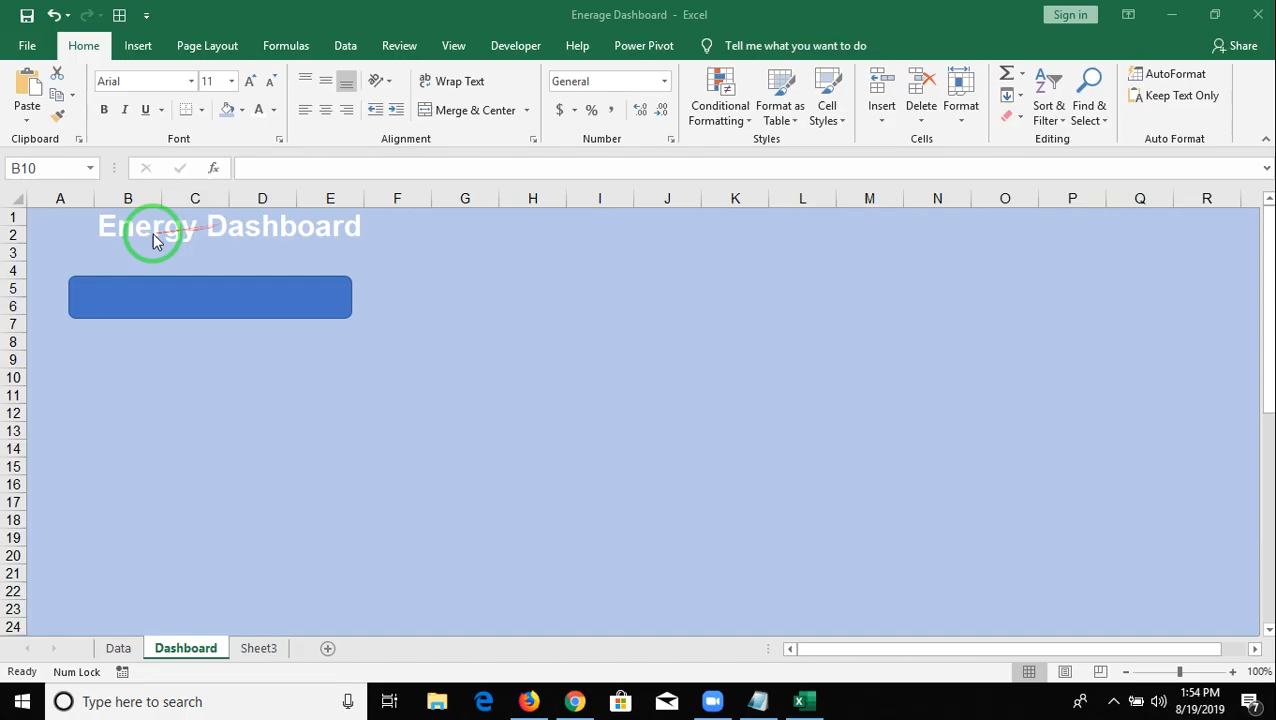 Enerage Dashboard - Excel
Sign in
File Home Insert Page Layout Formulas Data Review View Developer Help Power Pivot Tell me what you want to do Share
Paste
Arial 11
Wrap Text
Merge & Center
General
$ % ,
Conditional Formatting
Format as Table
Cell Styles
Insert
Delete
Format
Sort & Filter
Find & Select
AutoFormat
Keep Text Only
Clipboard Font Alignment Number Styles Cells Editing Auto Format
B10 fx
A B C D E F G H I J K L M N O P Q R
1
2
3
4
5
6
7
8
9
10
11
12
13
14
15
16
17
18
19
20
21
22
23
24
Energy Dashboard
Data Dashboard Sheet3
Ready Num Lock 100%
Type here to search
1:54 PM
8/19/2019
7